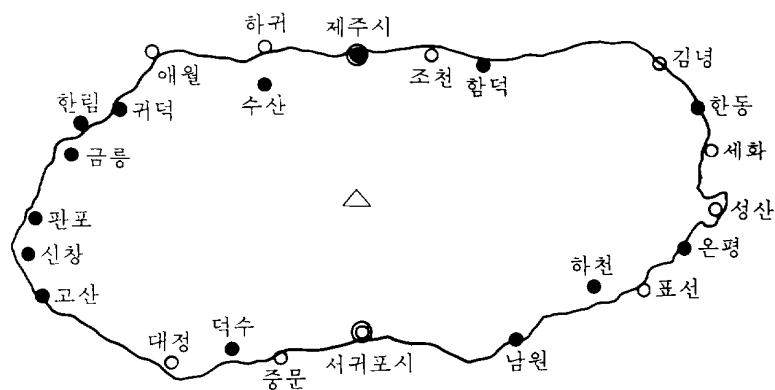 하귀
제주시
애월
조천
함덕
김녕
한림
귀덕
수산
한동
금릉
세화
판포
성산
신창
온평
고산
하천
표선
대정
덕수
중문
서귀포시
남원